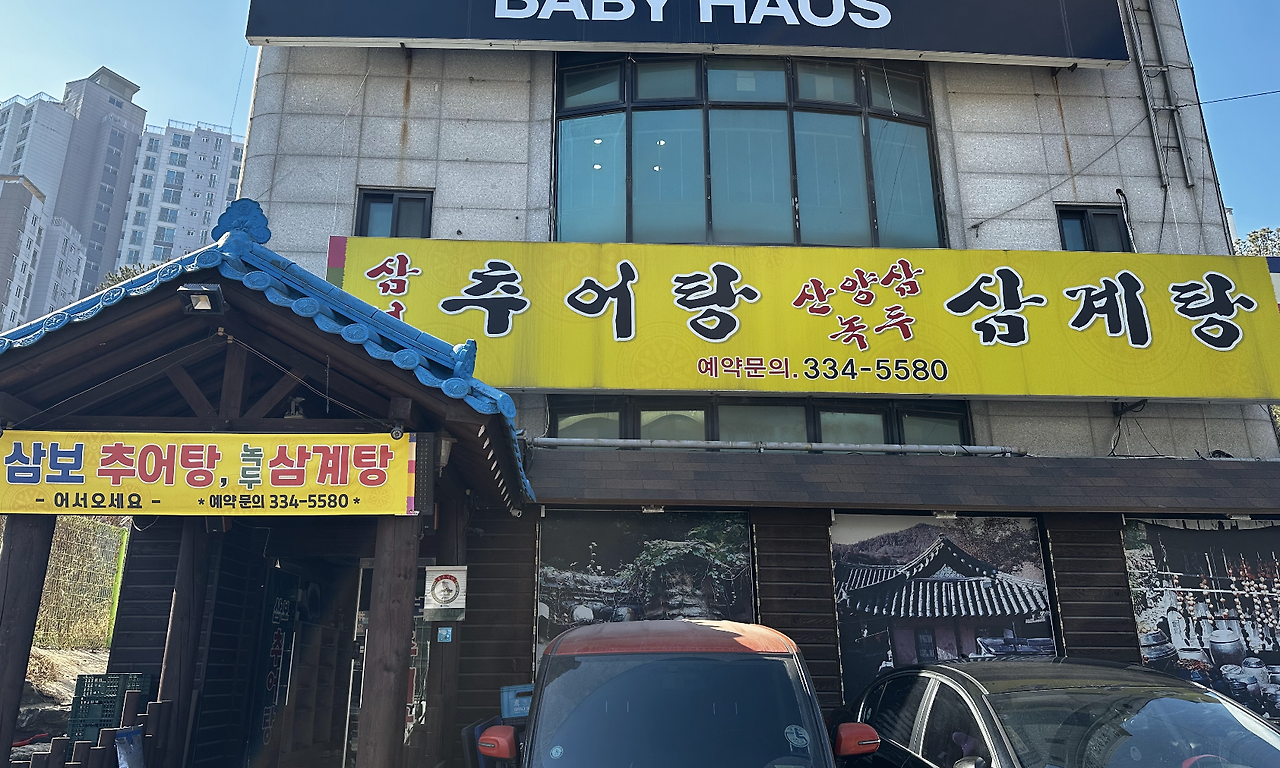 BABY HAUS
삼보 추어탕 산양삼 녹두 삼계탕
예약문의. 334-5580
삼보 추어탕, 녹두 삼계탕
- 어서오세요 - * 예약 문의 334-5580 *